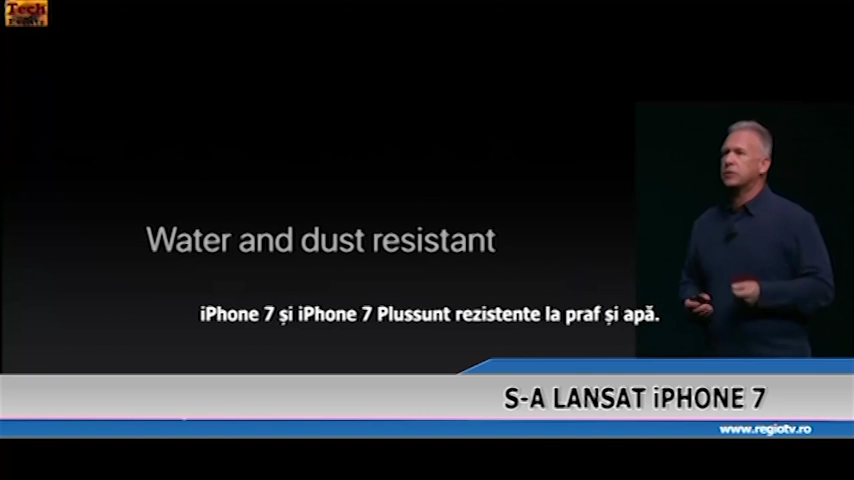 Tech
Water and dust resistant
iPhone 7 și iPhone 7 Plussunt rezistente la praf și apă.
S-A LANSAT iPHONE 7
www.regiotv.ro